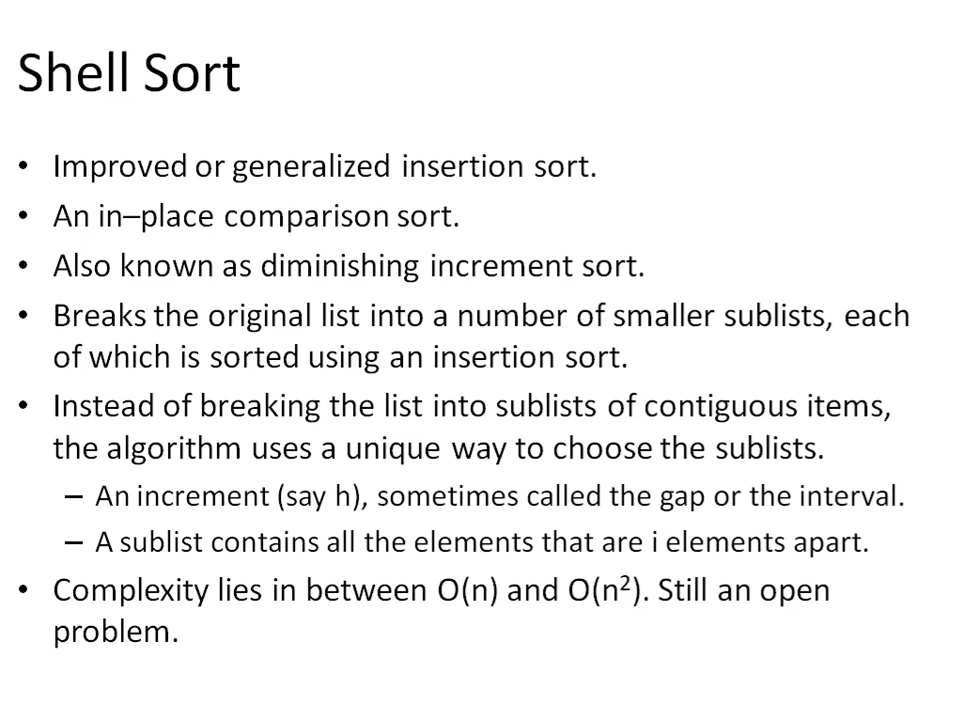 Shell Sort
• Improved or generalized insertion sort.
• An in–place comparison sort.
• Also known as diminishing increment sort.
• Breaks the original list into a number of smaller sublists, each
of which is sorted using an insertion sort.
• Instead of breaking the list into sublists of contiguous items,
the algorithm uses a unique way to choose the sublists.
– An increment (say h), sometimes called the gap or the interval.
– A sublist contains all the elements that are i elements apart.
• Complexity lies in between O(n) and O(n²). Still an open
problem.